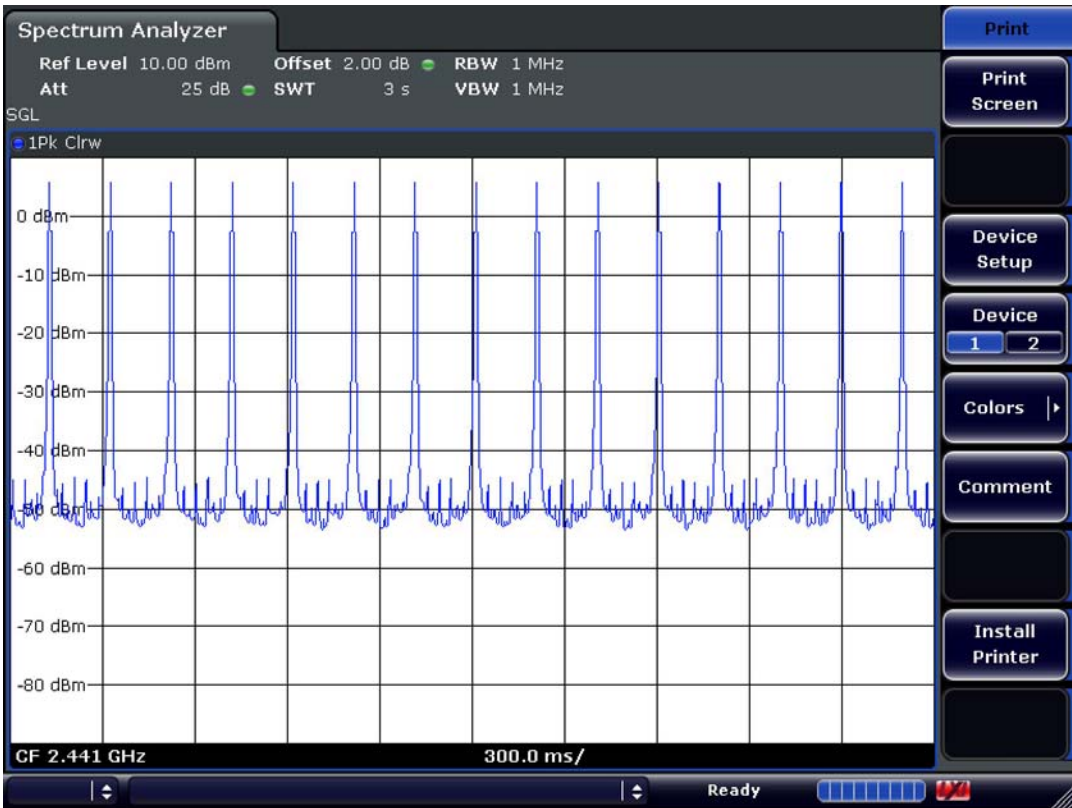 Spectrum Analyzer
Ref Level 10.00 dBm Offset 2.00 dB RBW 1 MHz
Att 25 dB SWT 3 s VBW 1 MHz
SGL
1Pk Clrw
0 dBm
-10 dBm
-20 dBm
-30 dBm
-40 dBm
-50 dBm
-60 dBm
-70 dBm
-80 dBm
CF 2.441 GHz 300.0 ms/
Ready
Print
Print
Screen
Device
Setup
Device
1 2
Colors
Comment
Install
Printer